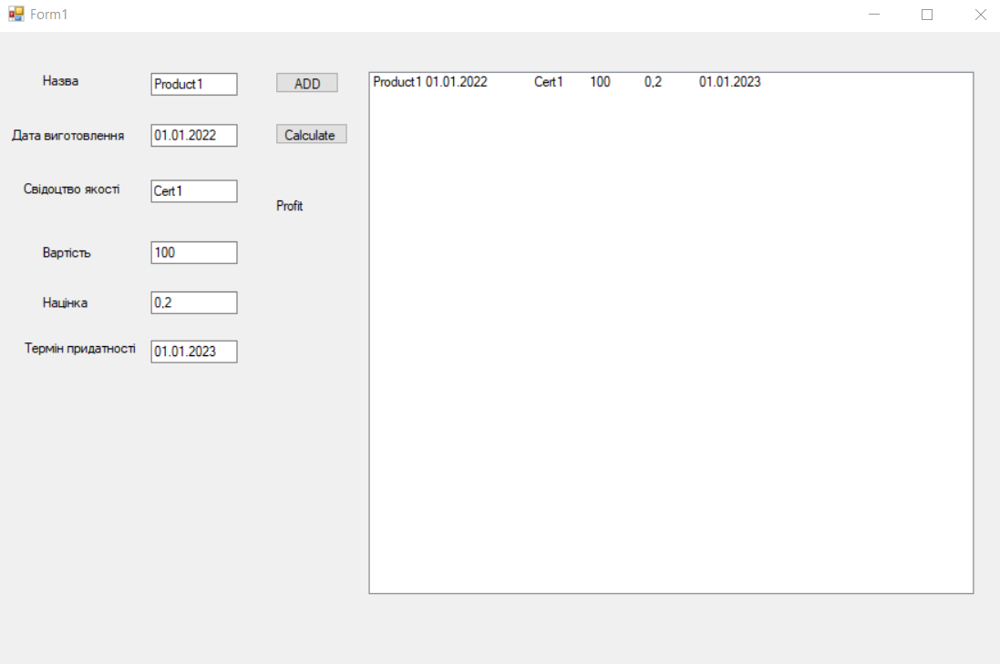 Form1
Назва
Product1
ADD
Product1 01.01.2022 Cert1 100 0,2 01.01.2023
Дата виготовлення
01.01.2022
Calculate
Свідоцтво якості
Cert1
Profit
Вартість
100
Націнка
0,2
Термін придатності
01.01.2023